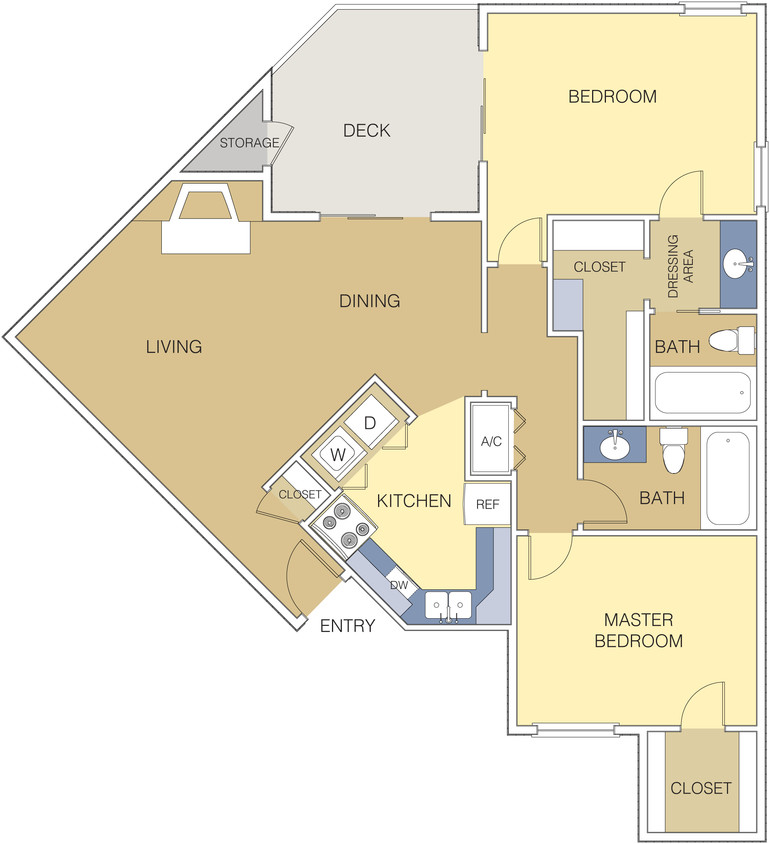 BEDROOM
DECK
STORAGE
DRESSING
AREA
CLOSET
DINING
LIVING
BATH
D
W
A/C
CLOSET
KITCHEN
REF
BATH
DW
ENTRY
MASTER
BEDROOM
CLOSET